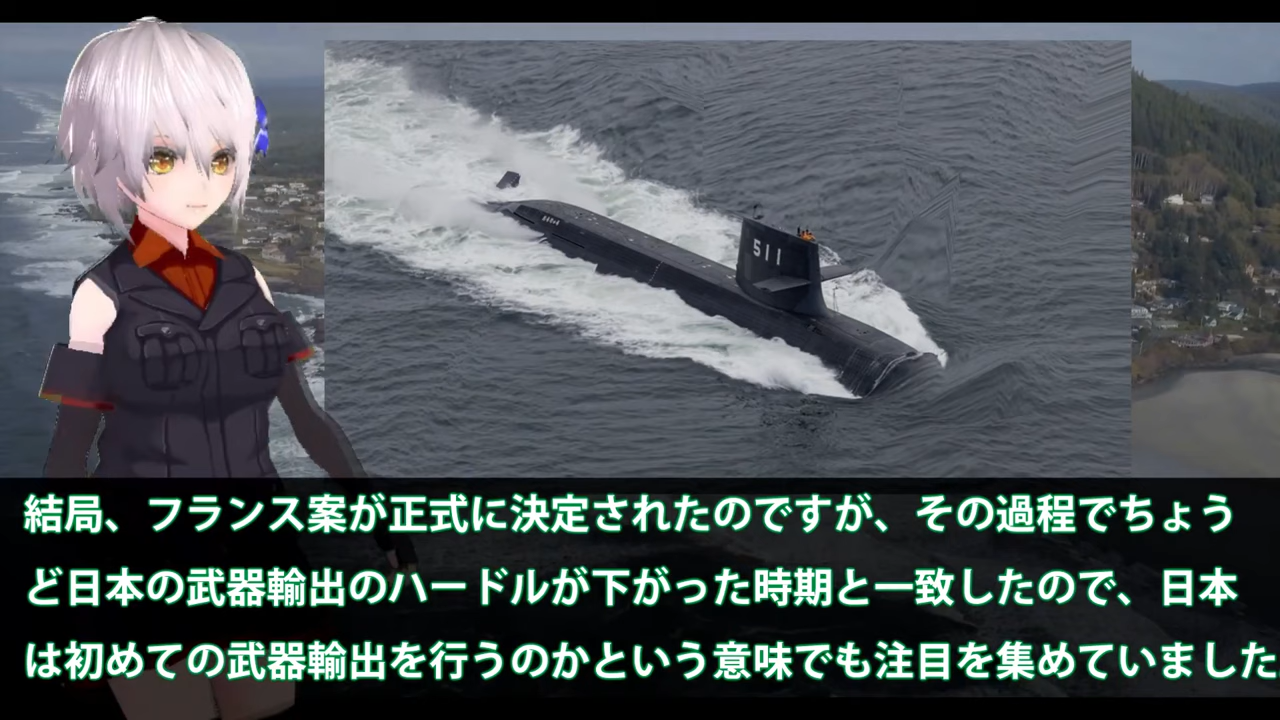 511
結局、フランス案が正式に決定されたのですが、その過程でちょう
ど日本の武器輸出のハードルが下がった時期と一致したので、日本
は初めての武器輸出を行うのかという意味でも注目を集めていました